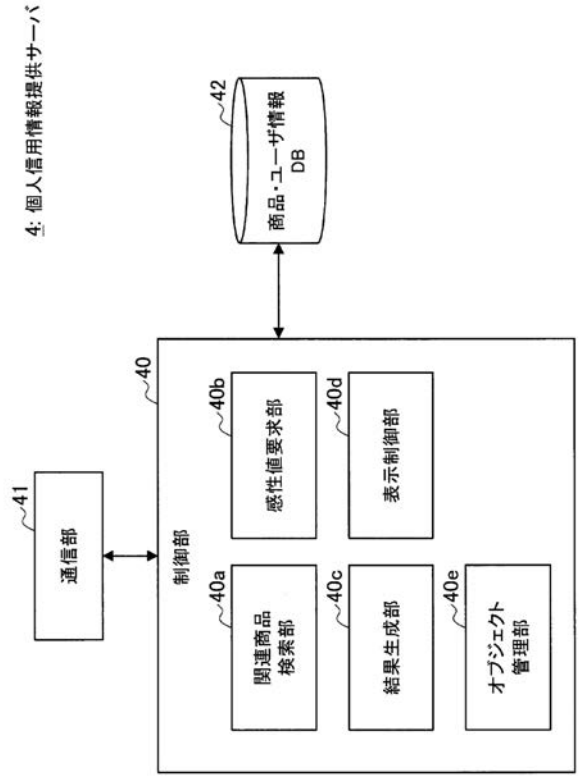 4: 個人信用情報提供サーバ
41
通信部
40
制御部
40a
関連商品
検索部
40b
感性値要求部
40c
結果生成部
40d
表示制御部
40e
オブジェクト
管理部
42
商品・ユーザ情報
DB